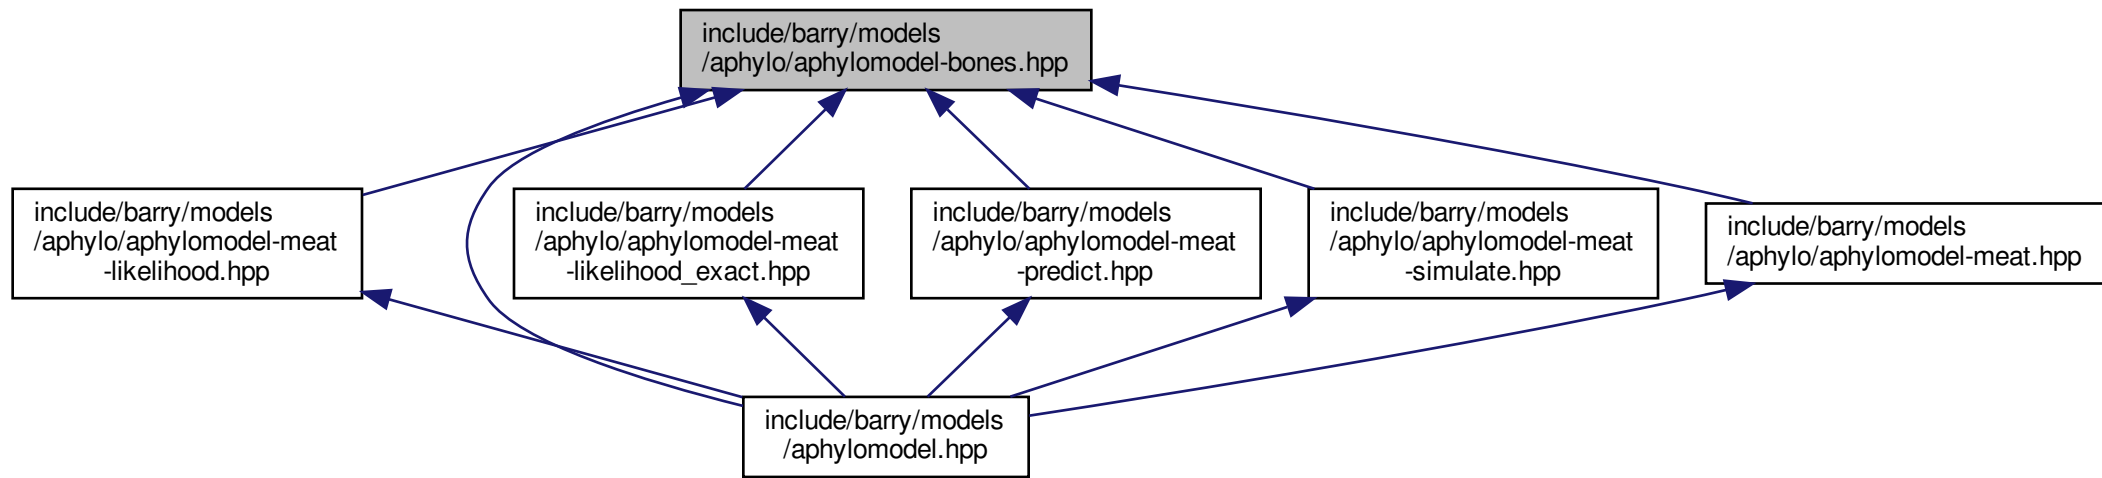 include/barry/models
/aphylo/aphylomodel-bones.hpp
include/barry/models
/aphylo/aphylomodel-meat
-likelihood.hpp
include/barry/models
/aphylo/aphylomodel-meat
-likelihood_exact.hpp
include/barry/models
/aphylo/aphylomodel-meat
-predict.hpp
include/barry/models
/aphylo/aphylomodel-meat
-simulate.hpp
include/barry/models
/aphylo/aphylomodel-meat.hpp
include/barry/models
/aphylomodel.hpp